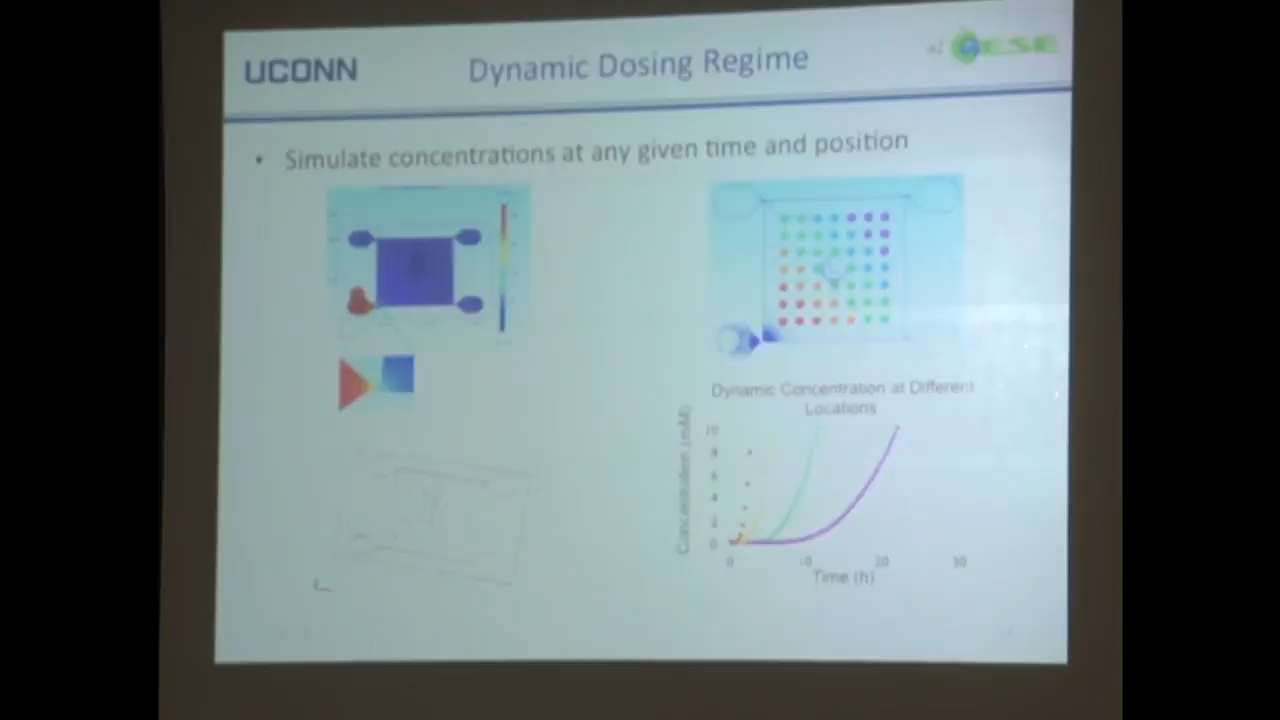 UCONN
Dynamic Dosing Regime
• Simulate concentrations at any given time and position
Dynamic Concentration at Different
Locations
Concentration (mM)
10
8
6
4
2
0
0 10 20 30
Time (h)